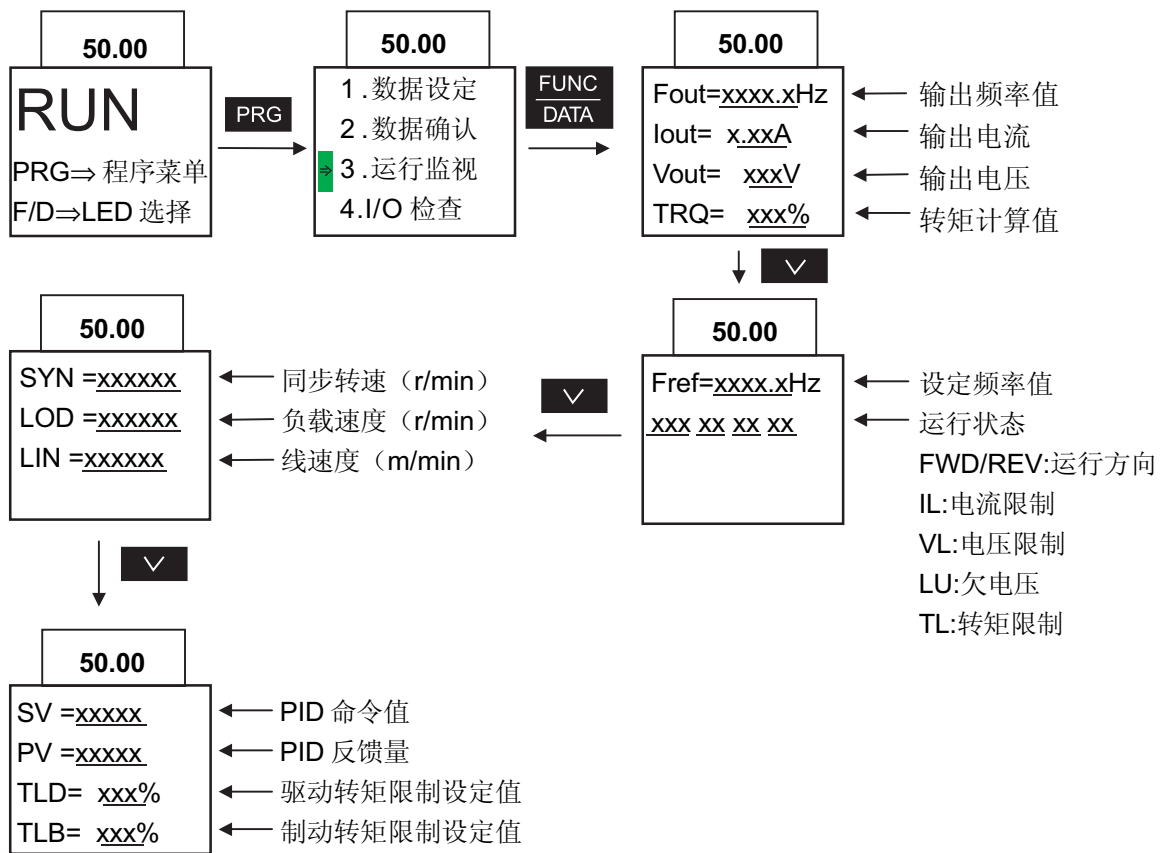 50.00
RUN
PRG⇒ 程序菜单
F/D⇒LED 选择
PRG
50.00
1.数据设定
2.数据确认
⇒ 3.运行监视
4.I/O 检查
FUNC
DATA
50.00
Fout=xxxx.xHz
输出频率值
Iout= x.xxA
输出电流
Vout= xxxV
输出电压
TRQ= xxx%
转矩计算值
50.00
Fref=xxxx.xHz
设定频率值
xxx xx xx xx
运行状态
FWD/REV:运行方向
IL:电流限制
VL:电压限制
LU:欠电压
TL:转矩限制
50.00
SYN =xxxxxx
同步转速（r/min）
LOD =xxxxxx
负载速度（r/min）
LIN =xxxxxx
线速度（m/min）
50.00
SV =xxxxx
PID 命令值
PV =xxxxx
PID 反馈量
TLD= xxx%
驱动转矩限制设定值
TLB= xxx%
制动转矩限制设定值